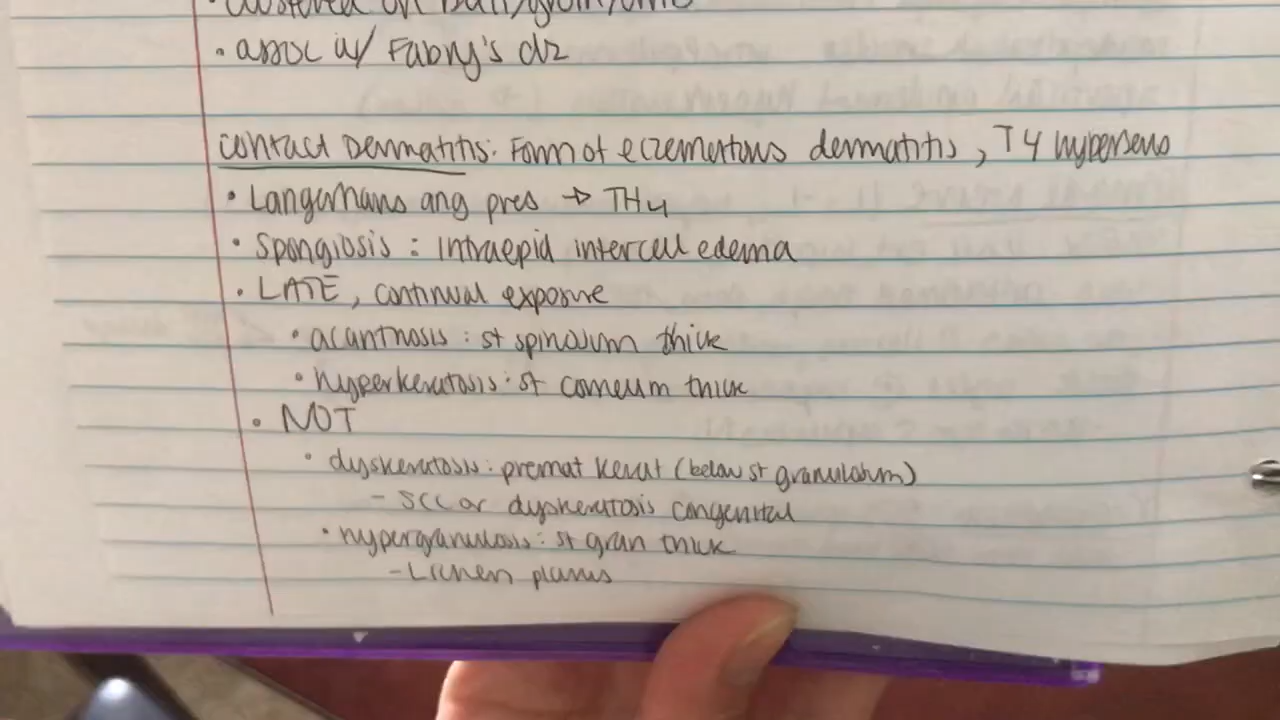 • assoc w/ Fabry's dz
Contact Dermatitis: Form of eczematous dermatitis, T4 hypersens
• Langerhans ang pres → TH4
• Spongiosis: intraepid intercell edema
• LATE, continual exposure
• acanthosis: st spinosum thick
• hyperkeratosis: st corneum thick
• NOT
• dyskeratosis: premat kerat (below st granulosum)
- SCC or dyskeratosis congenital
• hypergranulosis: st gran thick
- Lichen planus